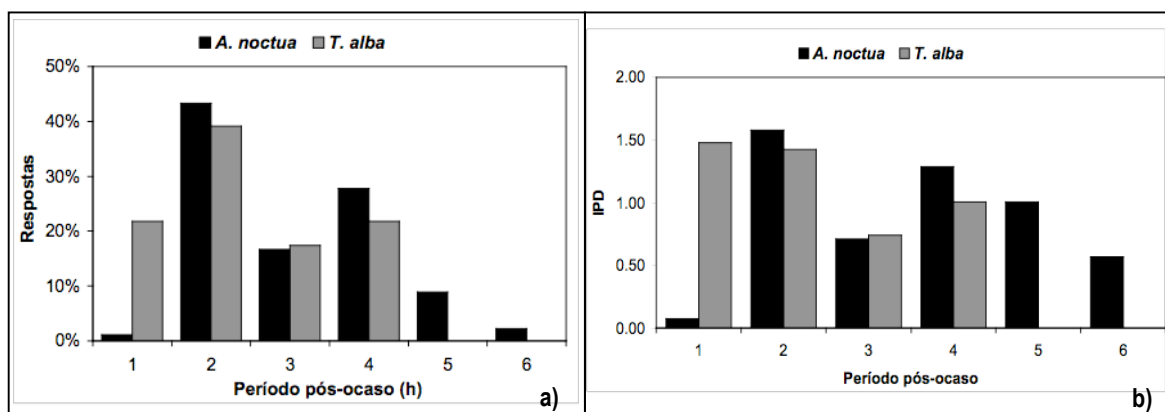 A. noctua T. alba
50%
40%
30%
20%
10%
0%
Respostas
1 2 3 4 5 6
Período pós-ocaso (h)
a)
A. noctua T. alba
2.00
1.50
1.00
0.50
0.00
IPD
1 2 3 4 5 6
Período pós-ocaso
b)